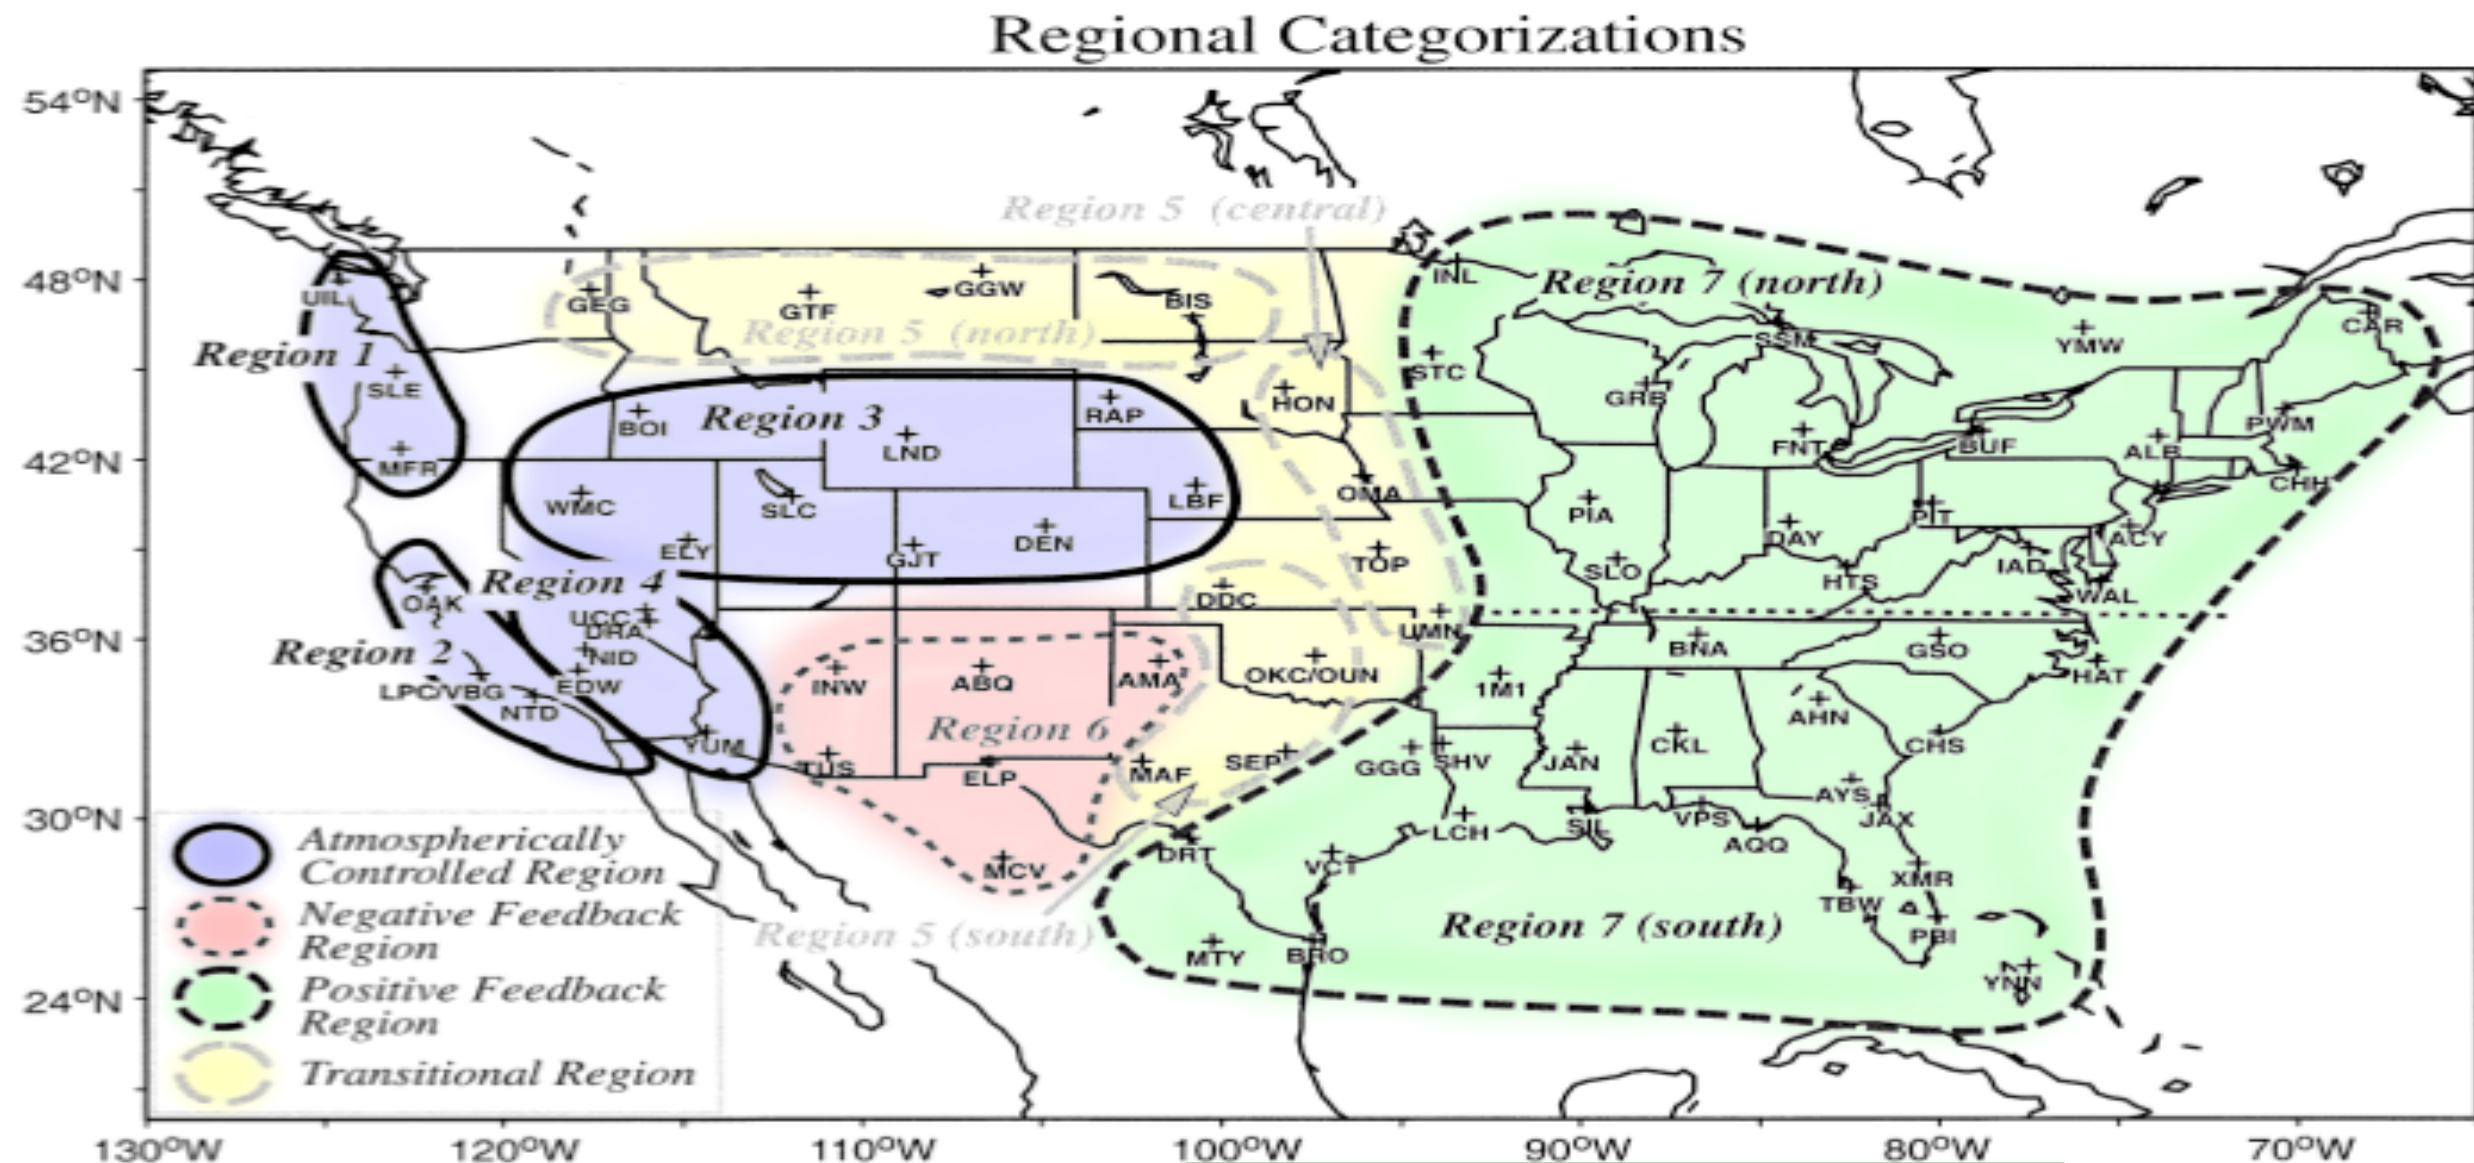 Regional Categorizations
54°N
48°N
42°N
36°N
30°N
24°N
130°W
120°W
110°W
100°W
90°W
80°W
70°W
Region 5 (central)
Region 7 (north)
Region 5 (north)
Region 1
Region 3
Region 4
Region 2
Region 6
Region 5 (south)
Region 7 (south)
UIL
SLE
MFR
GEG
GTF
GGW
BIS
INL
STC
HON
BOI
LND
RAP
WMC
SLC
LBF
ELY
GJT
DEN
OMA
TOP
OAK
UCC
DRA
NID
EDW
LPC/VBG
NTD
YUM
DDC
UMN
OKC/OUN
INW
ABQ
AMA
TUS
ELP
MAF
SEP
MCV
DRT
MTY
BRO
VCT
GGG
SHV
LCH
1M1
JAN
SIL
SSM
GRB
YMW
CAR
PWM
FNT
BUF
ALB
CHH
PIA
DAY
PIT
ACY
SLO
HTS
IAD
WAL
BNA
GSO
HAT
AHN
CKL
CHS
AYS
JAX
VPS
AQQ
XMR
TBW
PBI
YNN
Atmospherically
Controlled Region
Negative Feedback
Region
Positive Feedback
Region
Transitional Region